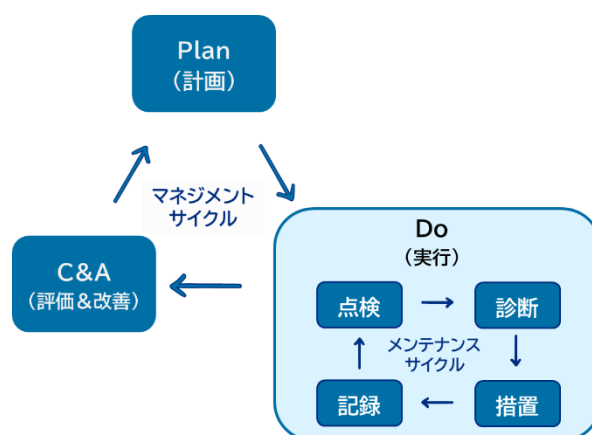 Plan
（計画）
マネジメント
サイクル
Do
（実行）
C&A
（評価&改善）
点検
診断
メンテナンス
サイクル
記録
措置